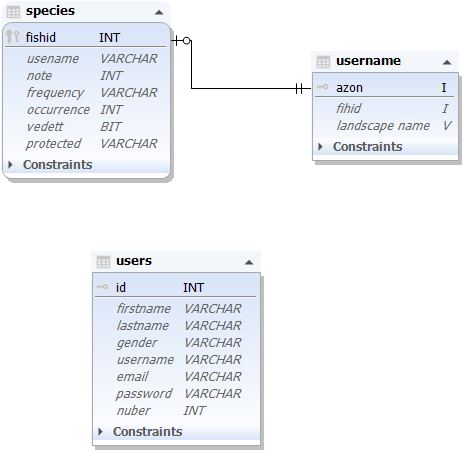 species
fishid INT
usename VARCHAR
note INT
frequency VARCHAR
occurrence INT
vedett BIT
protected VARCHAR
Constraints
username
azon I
fihid I
landscape name V
Constraints
users
id INT
firstname VARCHAR
lastname VARCHAR
gender VARCHAR
username VARCHAR
email VARCHAR
password VARCHAR
nuber INT
Constraints